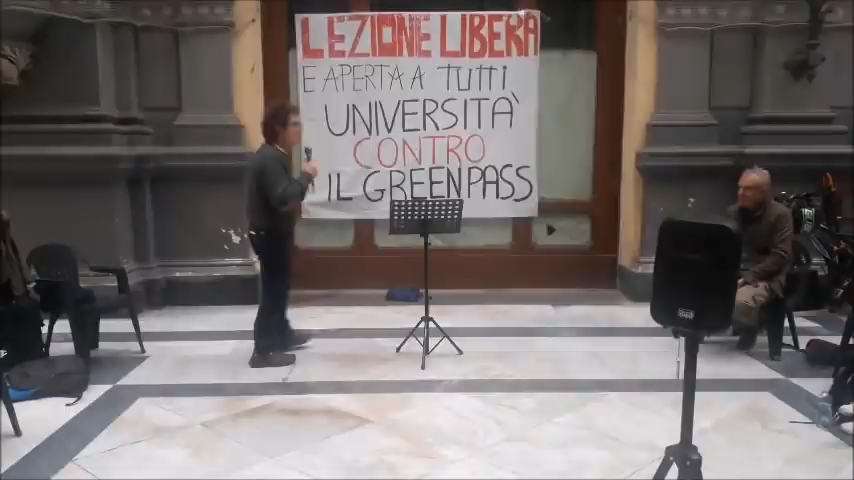 LEZIONE LIBERA
E APERTA A TUTTI
UNIVERSITÀ
CONTRO
IL GREENPASS